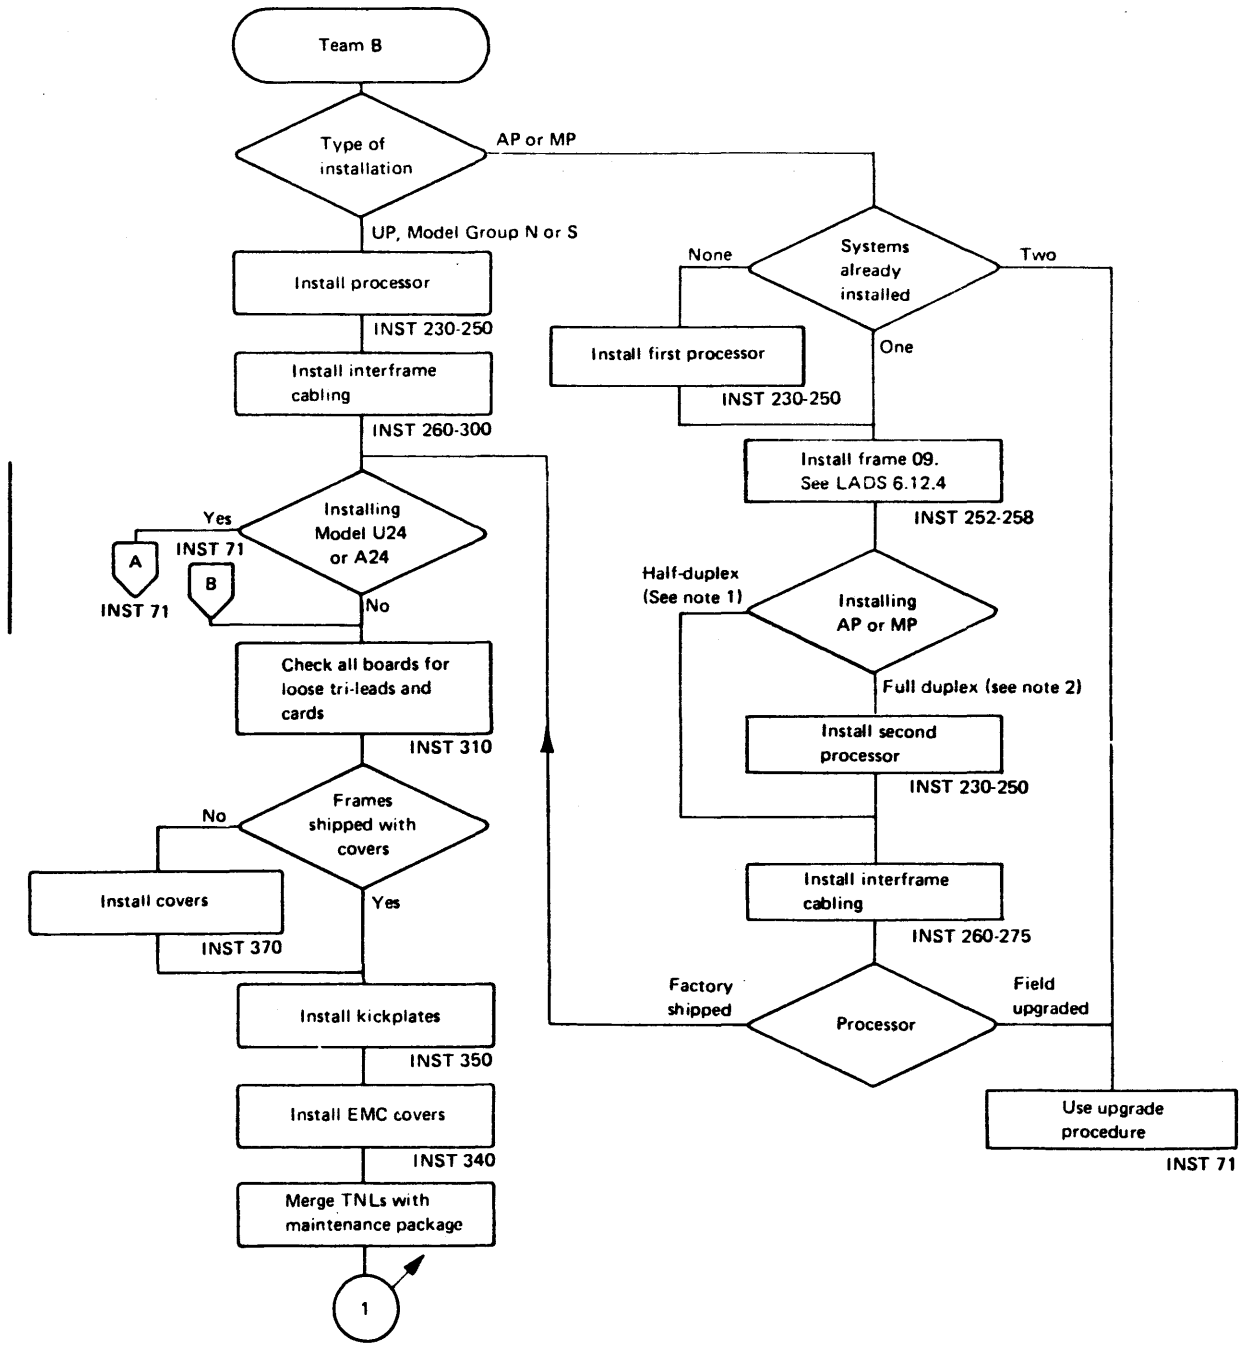 Team B
Type of
installation
AP or MP
UP, Model Group N or S
Install processor
INST 230-250
Install interframe
cabling
INST 260-300
Installing
Model U24
or A24
Yes
INST 71
A
INST 71
B
No
Check all boards for
loose tri-leads and
cards
INST 310
Frames
shipped with
covers
No
Install covers
INST 370
Yes
Install kickplates
INST 350
Install EMC covers
INST 340
Merge TNLs with
maintenance package
1
Systems
already
installed
None
Two
One
Install first processor
INST 230-250
Install frame 09.
See LADS 6.12.4
INST 252-258
Half-duplex
(See note 1)
Installing
AP or MP
Full duplex (see note 2)
Install second
processor
INST 230-250
Install interframe
cabling
INST 260-275
Factory
shipped
Processor
Field
upgraded
Use upgrade
procedure
INST 71